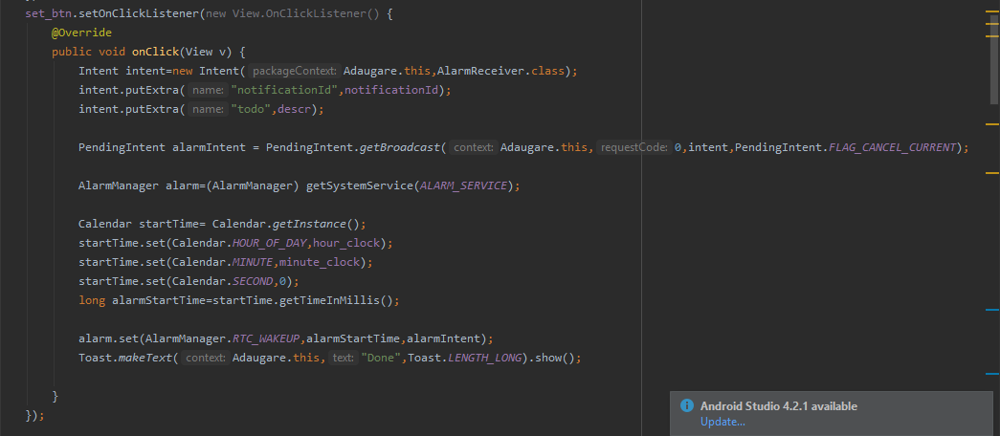 set_btn.setOnClickListener(new View.OnClickListener() {
@Override
public void onClick(View v) {
Intent intent=new Intent( packageContext: Adaugare.this,AlarmReceiver.class);
intent.putExtra( name: "notificationId",notificationId);
intent.putExtra( name: "todo",descr);
PendingIntent alarmIntent = PendingIntent.getBroadcast( context: Adaugare.this, requestCode: 0,intent,PendingIntent.FLAG_CANCEL_CURRENT);
AlarmManager alarm=(AlarmManager) getSystemService(ALARM_SERVICE);
Calendar startTime= Calendar.getInstance();
startTime.set(Calendar.HOUR_OF_DAY,hour_clock);
startTime.set(Calendar.MINUTE,minute_clock);
startTime.set(Calendar.SECOND,0);
long alarmStartTime=startTime.getTimeInMillis();
alarm.set(AlarmManager.RTC_WAKEUP,alarmStartTime,alarmIntent);
Toast.makeText( context: Adaugare.this, text: "Done",Toast.LENGTH_LONG).show();
}
});
Android Studio 4.2.1 available
Update...